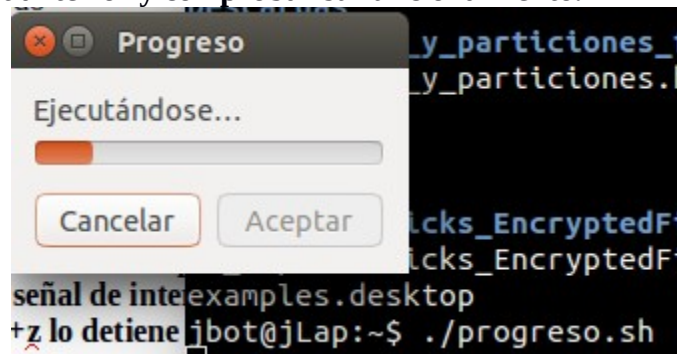 Progreso
_y_particiones_
_y_particiones.
Ejecutándose...
Cancelar
Aceptar
icks_EncryptedF
icks_EncryptedF
señal de inte
examples.desktop
+z lo detiene
jbot@jLap:~$ ./progreso.sh